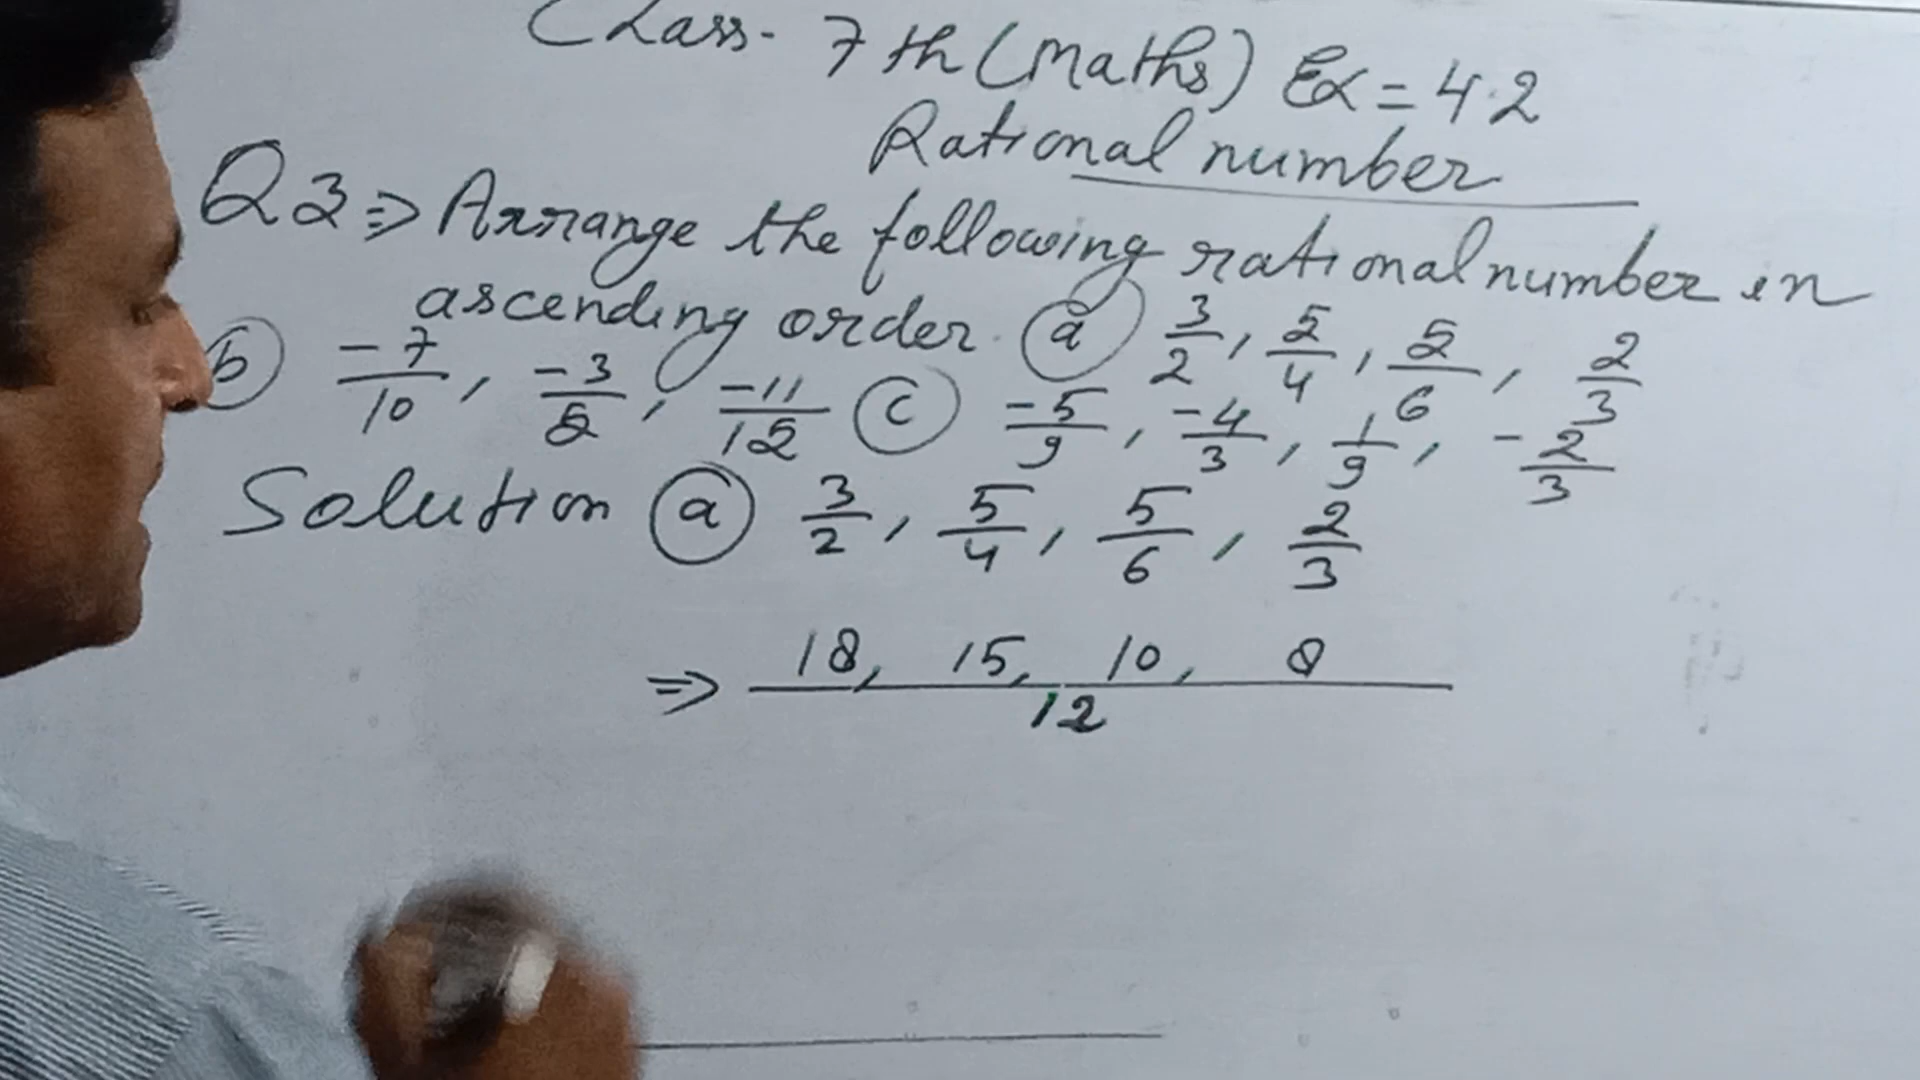 Class- 7th (Maths) Ex = 4.2
Rational number
Q3 ⇒ Arrange the following rational number in
ascending order. (a) 3/2, 5/4, 5/6, 2/3
(b) -7/10, -3/5, -11/15 (c) -5/9, -4/3, 1/9, -2/3
Solution (a) 3/2, 5/4, 5/6, 2/3
⇒ 18, 15, 10, 8
12